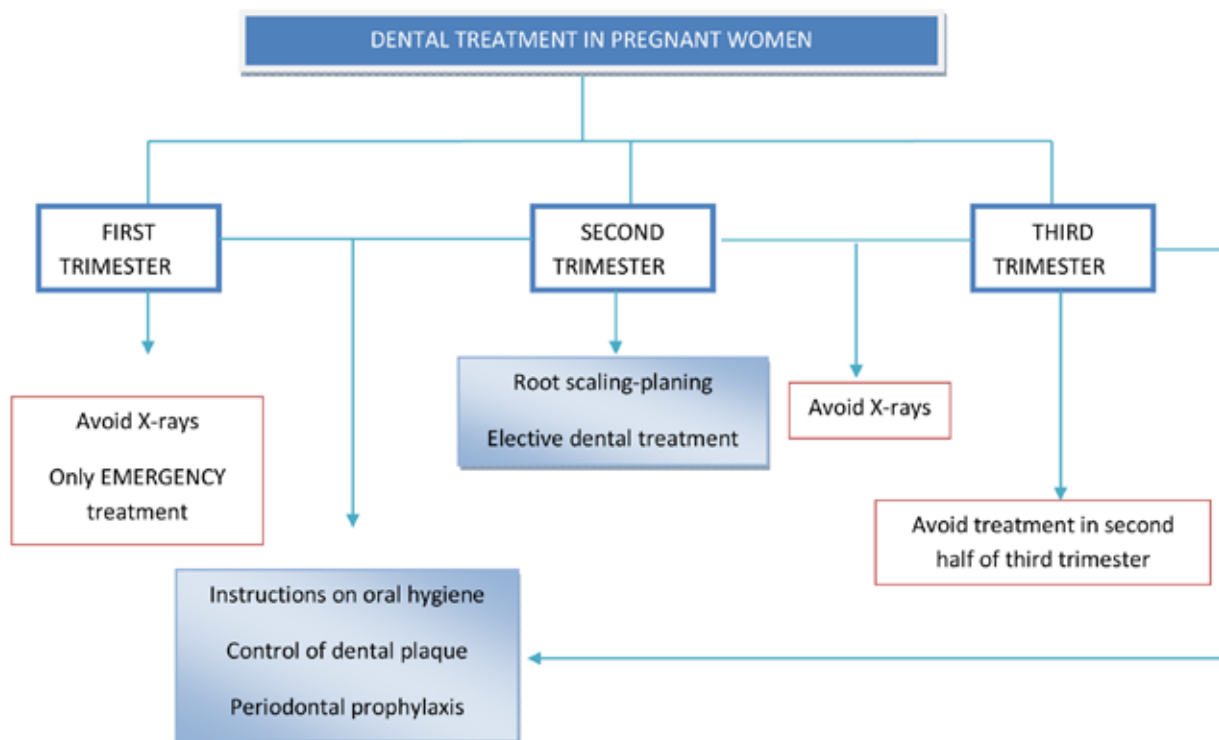 DENTAL TREATMENT IN PREGNANT WOMEN
FIRST
TRIMESTER
SECOND
TRIMESTER
THIRD
TRIMESTER
Avoid X-rays
Only EMERGENCY
treatment
Root scaling-planing
Elective dental treatment
Avoid X-rays
Avoid treatment in second
half of third trimester
Instructions on oral hygiene
Control of dental plaque
Periodontal prophylaxis